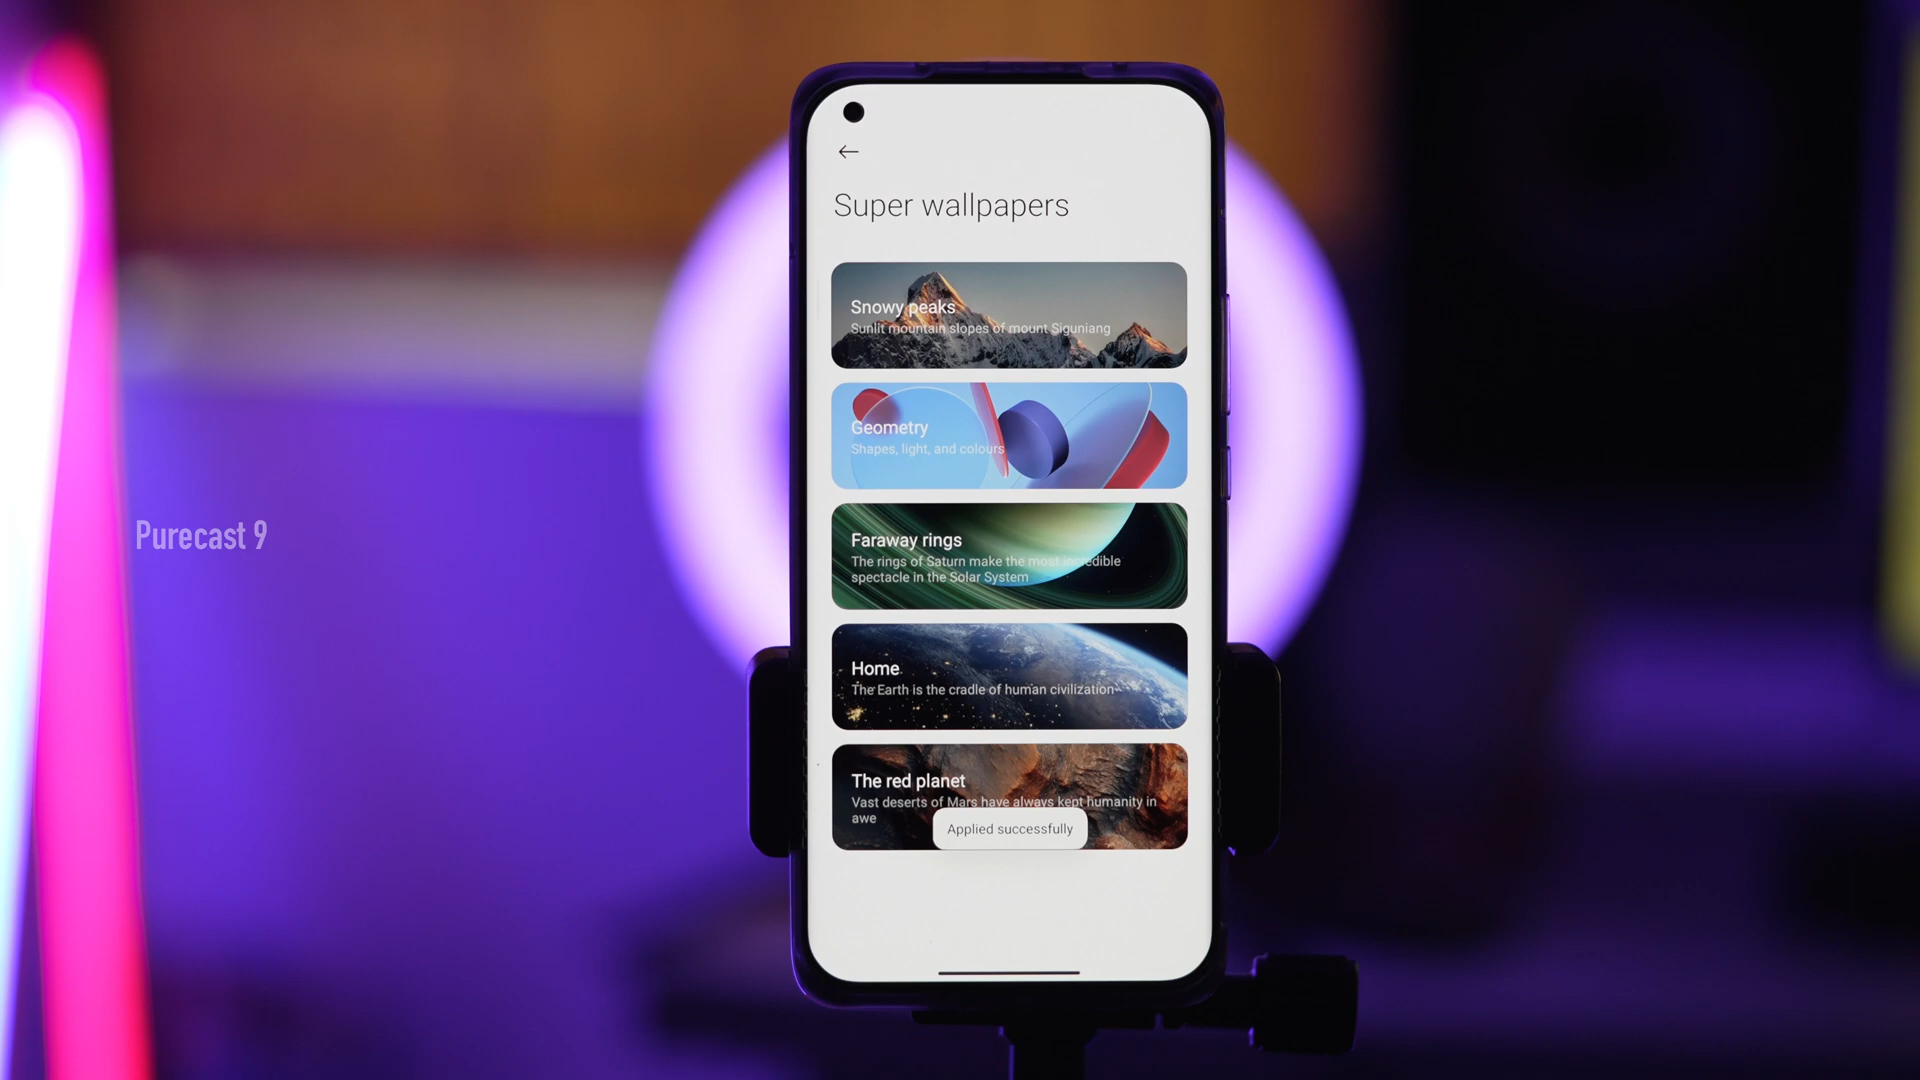 Super wallpapers
Snowy peaks
Sunlit mountain slopes of mount Siguniang
Geometry
Shapes, light, and colours
Purecast 9
Faraway rings
The rings of Saturn make the most incredible
spectacle in the Solar System
Home
The Earth is the cradle of human civilization
The red planet
Vast deserts of Mars have always kept humanity in
awe
Applied successfully